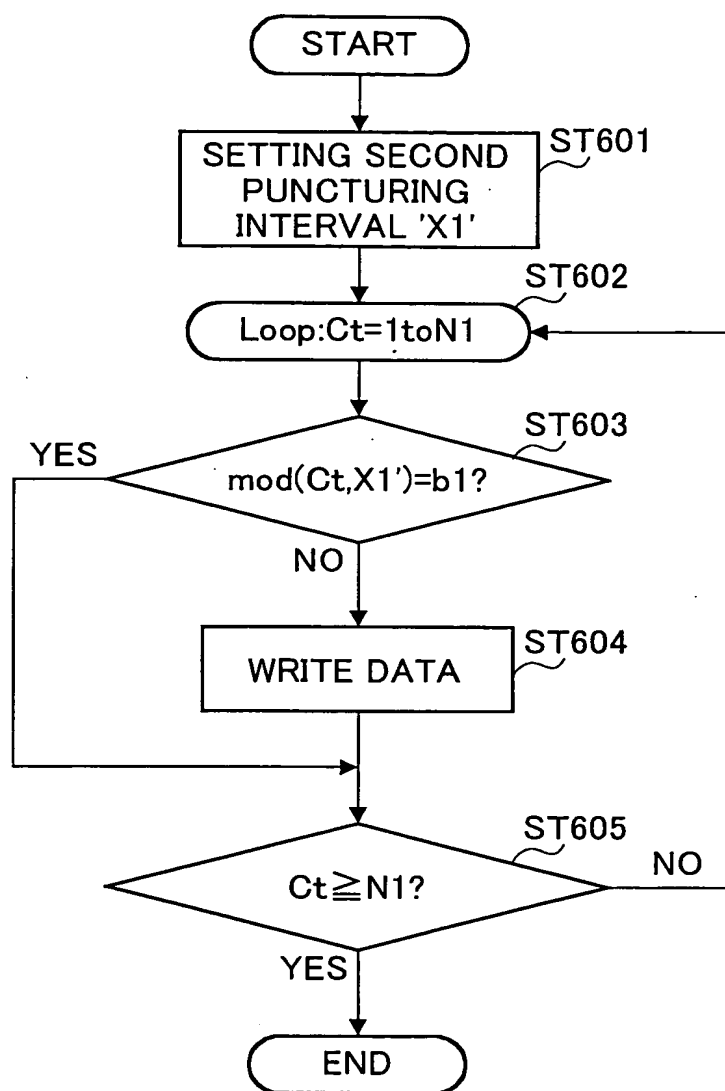 START
SETTING SECOND
PUNCTURING
INTERVAL 'X1'
ST601
ST602
Loop:Ct=1toN1
ST603
YES
mod(Ct,X1')=b1?
NO
ST604
WRITE DATA
ST605
Ct≧N1?
NO
YES
END